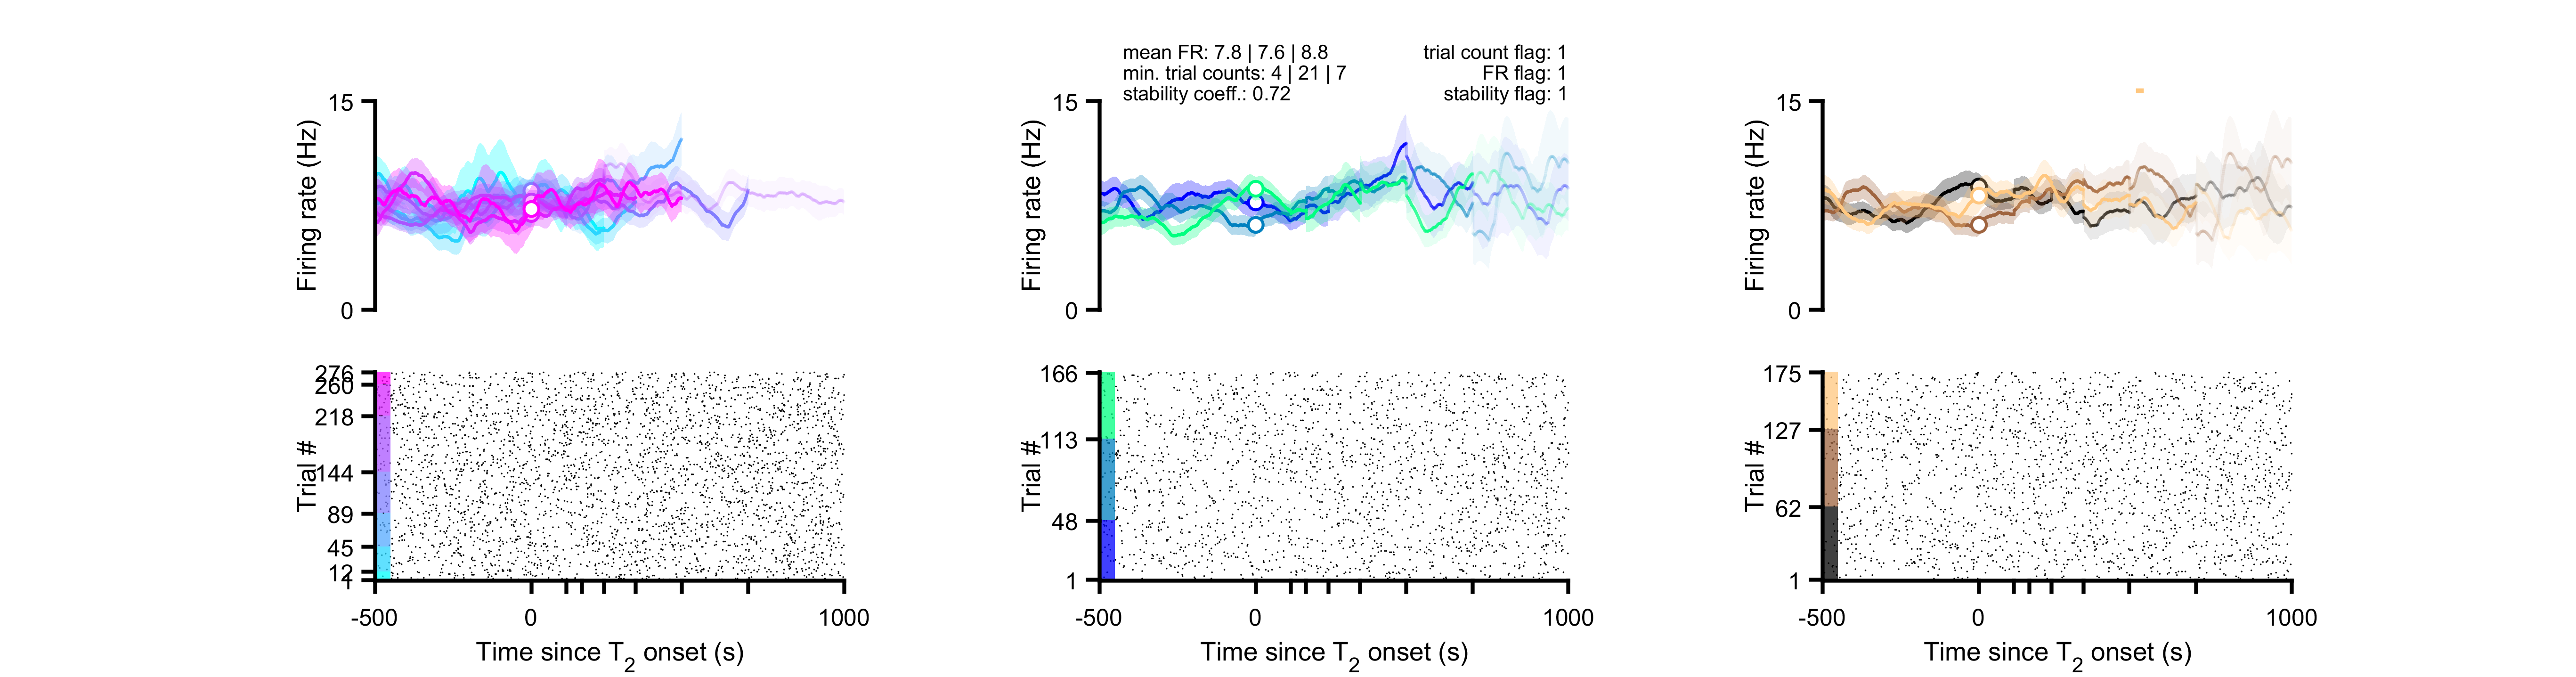 mean FR: 7.8 | 7.6 | 8.8
min. trial counts: 4 | 21 | 7
stability coeff.: 0.72
trial count flag: 1
FR flag: 1
stability flag: 1
15
Firing rate (Hz)
0
15
Firing rate (Hz)
0
15
Firing rate (Hz)
0
276
260
218
144
89
45
12
Trial #
-500
0
1000
Time since T2 onset (s)
166
113
48
1
Trial #
-500
0
1000
Time since T2 onset (s)
175
127
62
1
Trial #
-500
0
1000
Time since T2 onset (s)